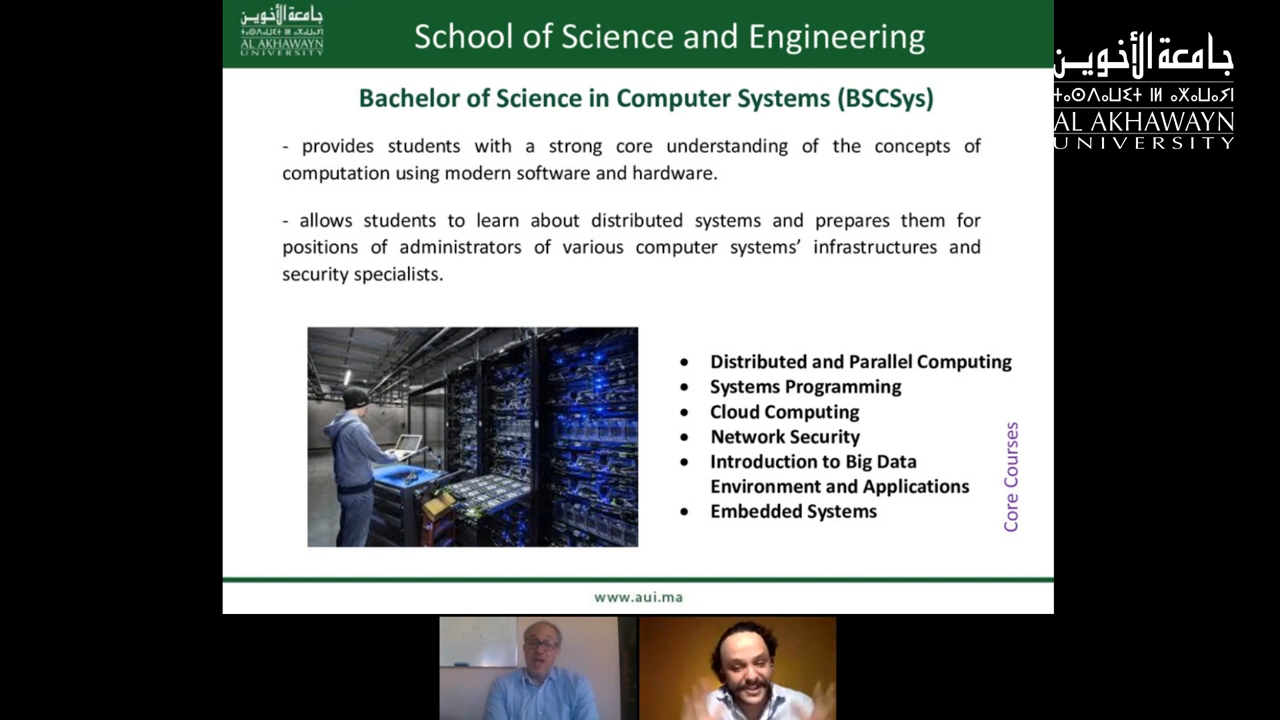 جامعة الأخوين
ⵜⴰⵙⴷⴰⵡⵉⵜ ⵏ ⴰⵅⴰⵡⴰⵢⵏ
AL AKHAWAYN
UNIVERSITY
School of Science and Engineering
جامعة الأخوين
AL AKHAWAYN
UNIVERSITY
Bachelor of Science in Computer Systems (BSCSys)
- provides students with a strong core understanding of the concepts of
computation using modern software and hardware.
- allows students to learn about distributed systems and prepares them for
positions of administrators of various computer systems’ infrastructures and
security specialists.
• Distributed and Parallel Computing
• Systems Programming
• Cloud Computing
• Network Security
• Introduction to Big Data
Environment and Applications
• Embedded Systems
Core Courses
www.aui.ma